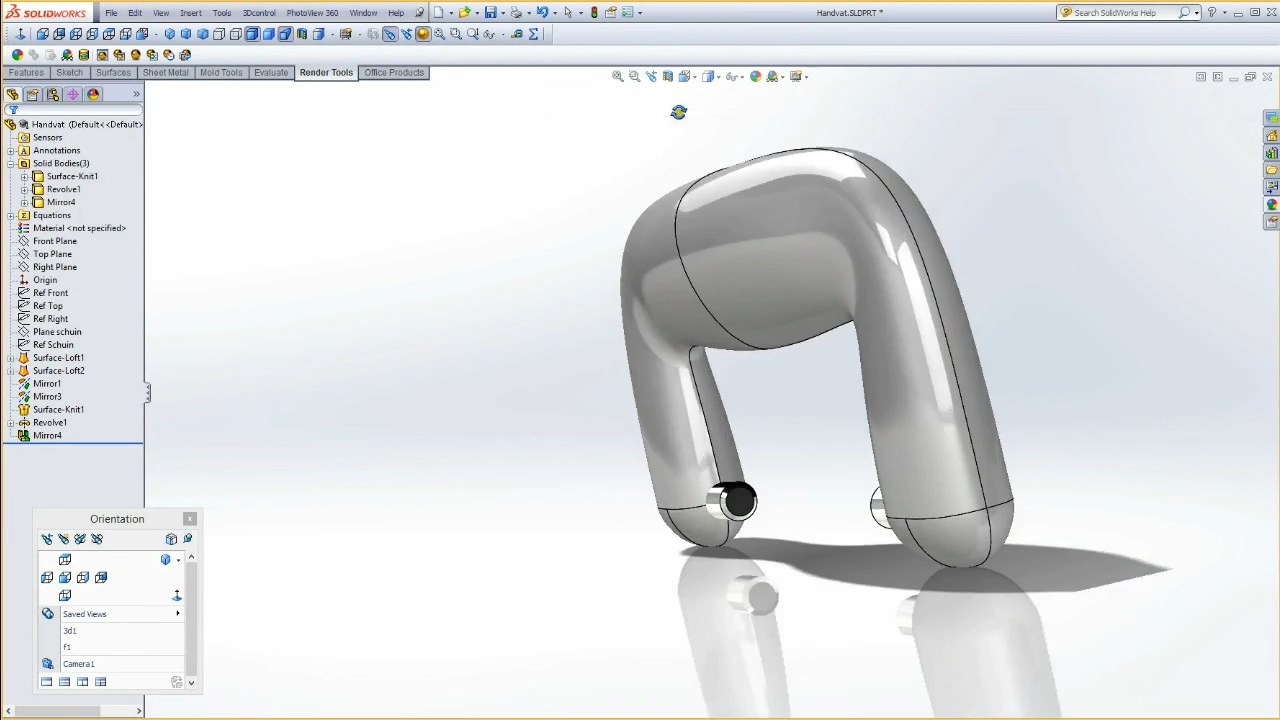 SOLIDWORKS File Edit View Insert Tools 3Dcontrol PhotoView 360 Window Help Handvat.SLDPRT * Search SolidWorks Help
Features Sketch Surfaces Sheet Metal Mold Tools Evaluate Render Tools Office Products
Handvat (Default<<Default>
Sensors
Annotations
Solid Bodies(3)
Surface-Knit1
Revolve1
Mirror4
Equations
Material <not specified>
Front Plane
Top Plane
Right Plane
Origin
Ref Front
Ref Top
Ref Right
Plane schuin
Ref Schuin
Surface-Loft1
Surface-Loft2
Mirror1
Mirror3
Surface-Knit1
Revolve1
Mirror4
Orientation
Saved Views
3d1
f1
Camera1